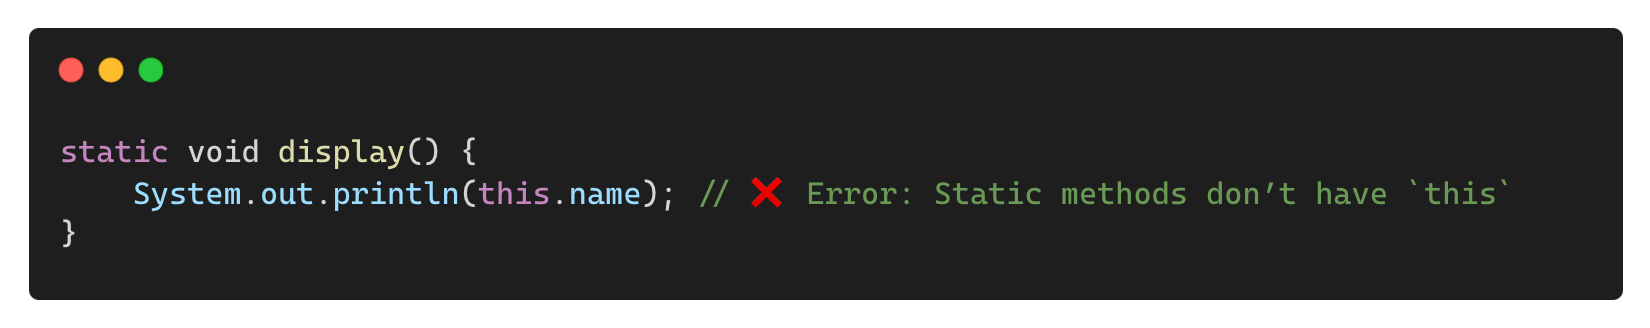 static void display() {
    System.out.println(this.name); // ❌ Error: Static methods don’t have `this`
}